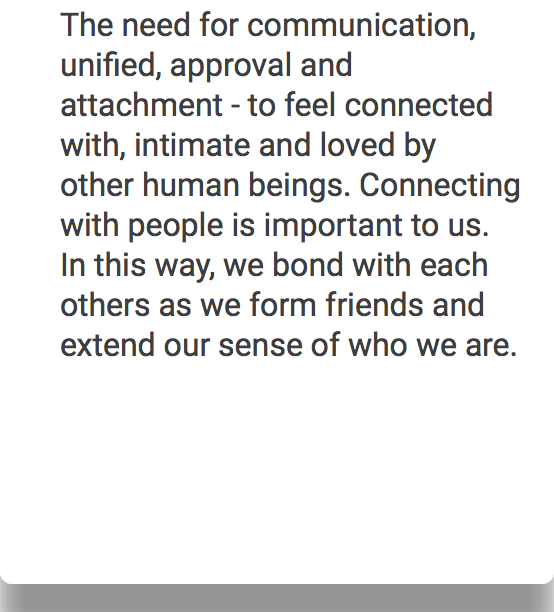 The need for communication,
unified, approval and
attachment - to feel connected
with, intimate and loved by
other human beings. Connecting
with people is important to us.
In this way, we bond with each
others as we form friends and
extend our sense of who we are.